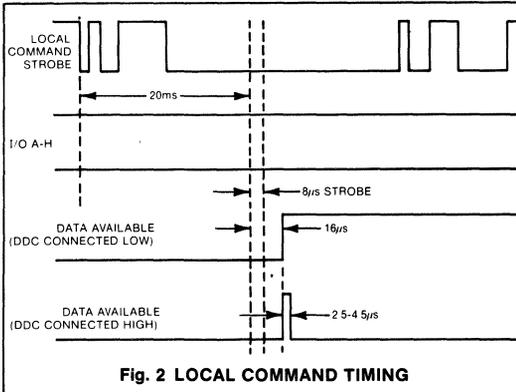 LOCAL
COMMAND
STROBE
20ms
I/O A-H
8µs STROBE
DATA AVAILABLE
(DDC CONNECTED LOW)
16µs
DATA AVAILABLE
(DDC CONNECTED HIGH)
2 5-4 5µs
Fig. 2 LOCAL COMMAND TIMING